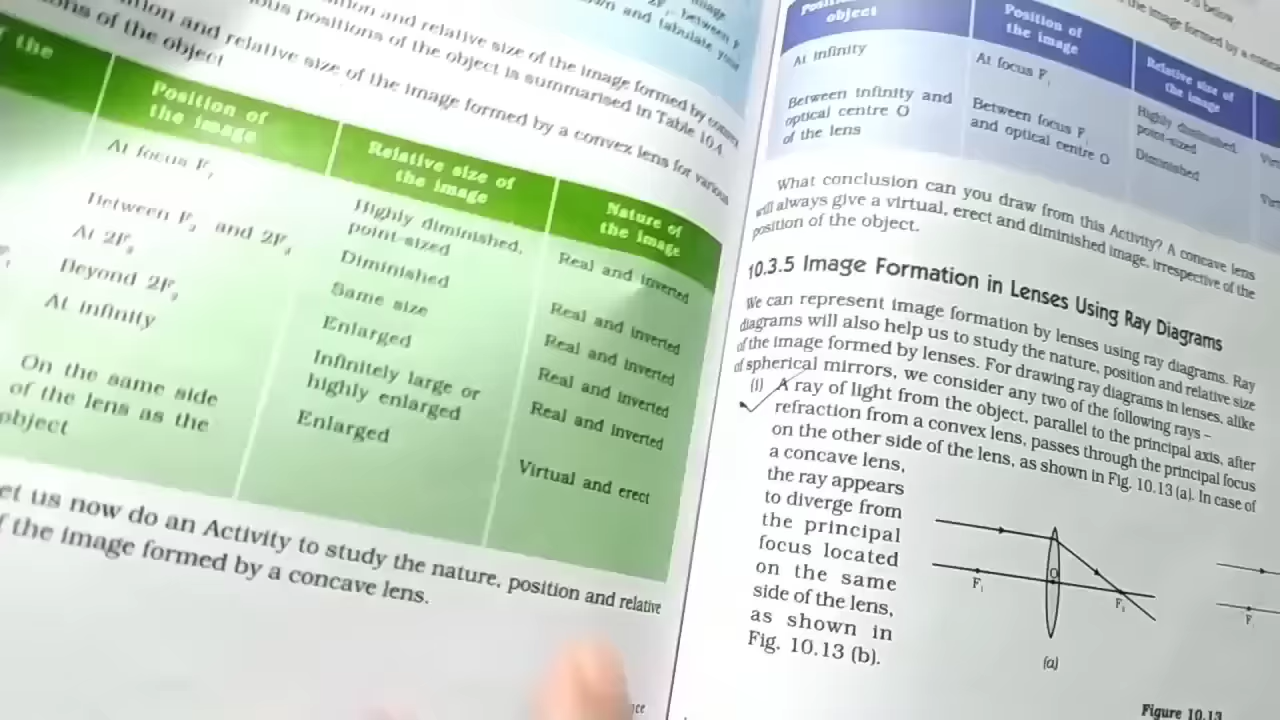 image
2F, between F
and tabulate your
ition and relative size of the image formed by convex
positions of the object is summarised in Table 10.4.
tion and relative size of the image formed by a convex lens for various
ons of the object
the
Position of
the image
Relative size of
the image
Nature of
the image
At focus F₂
Highly diminished,
point-sized
Real and inverted
Between F₂ and 2F₂
Diminished
Real and inverted
At 2F₂
Same size
Real and inverted
Beyond 2F₂
Enlarged
Real and inverted
At infinity
Infinitely large or
highly enlarged
Real and inverted
On the same side
of the lens as the
object
Enlarged
Virtual and erect
et us now do an Activity to study the nature, position and relative
f the image formed by a concave lens.
is below
the image formed by a
object
Position of
the image
Relative size of
the image
At infinity
At focus F₁
Highly diminished,
point-sized
Between infinity and
optical centre O
of the lens
Between focus F₁
and optical centre O
Diminished
What conclusion can you draw from this Activity? A concave lens
will always give a virtual, erect and diminished image, irrespective of the
position of the object.
10.3.5 Image Formation in Lenses Using Ray Diagrams
We can represent image formation by lenses using ray diagrams. Ray
diagrams will also help us to study the nature, position and relative size
of the image formed by lenses. For drawing ray diagrams in lenses, alike
of spherical mirrors, we consider any two of the following rays –
(i) A ray of light from the object, parallel to the principal axis, after
refraction from a convex lens, passes through the principal focus
on the other side of the lens, as shown in Fig. 10.13 (a). In case of
a concave lens,
the ray appears
to diverge from
the principal
focus located
on the same
side of the lens,
as shown in
Fig. 10.13 (b).
F₁
O
F₂
F
(a)
Figure 10.13